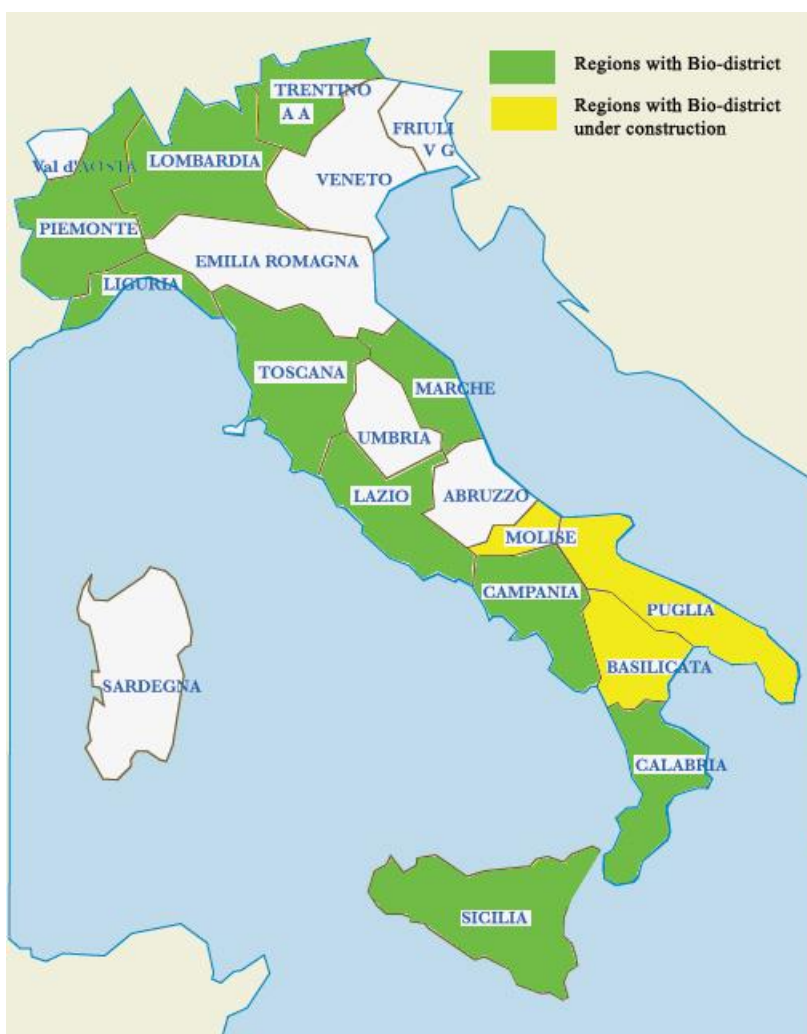 Regions with Bio-district
Regions with Bio-district
under construction
TRENTINO
A A
FRIULI
V G
Val d'AOSTA
LOMBARDIA
VENETO
PIEMONTE
EMILIA ROMAGNA
LIGURIA
TOSCANA
MARCHE
UMBRIA
LAZIO
ABRUZZO
MOLISE
CAMPANIA
PUGLIA
BASILICATA
SARDEGNA
CALABRIA
SICILIA